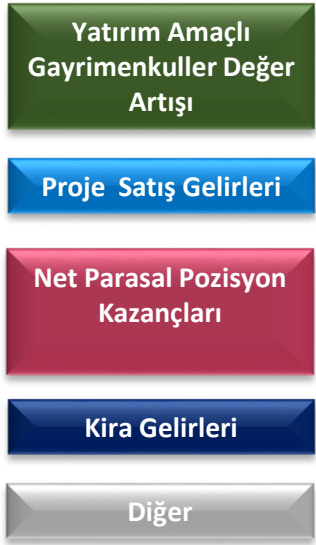 Yatırım Amaçlı
Gayrimenkuller Değer
Artışı
Proje Satış Gelirleri
Net Parasal Pozisyon
Kazançları
Kira Gelirleri
Diğer